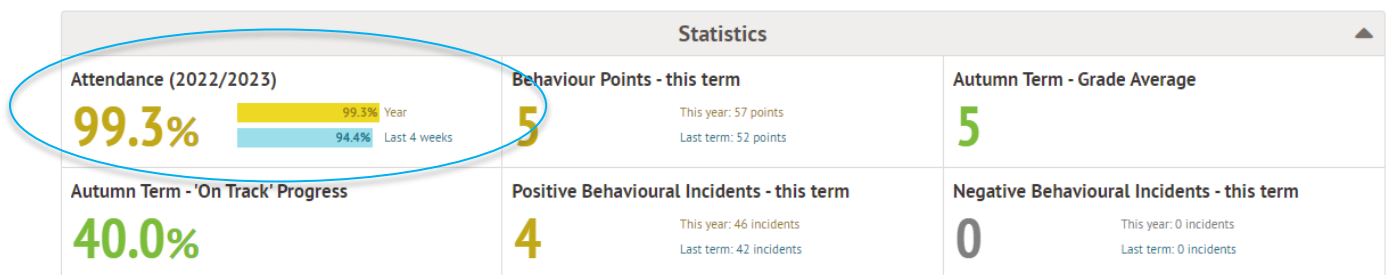 Statistics
Attendance (2022/2023)
99.3%
99.3% Year
94.4% Last 4 weeks
Behaviour Points - this term
5
This year: 57 points
Last term: 52 points
Autumn Term - Grade Average
5
Autumn Term - 'On Track' Progress
40.0%
Positive Behavioural Incidents - this term
4
This year: 46 incidents
Last term: 42 incidents
Negative Behavioural Incidents - this term
0
This year: 0 incidents
Last term: 0 incidents